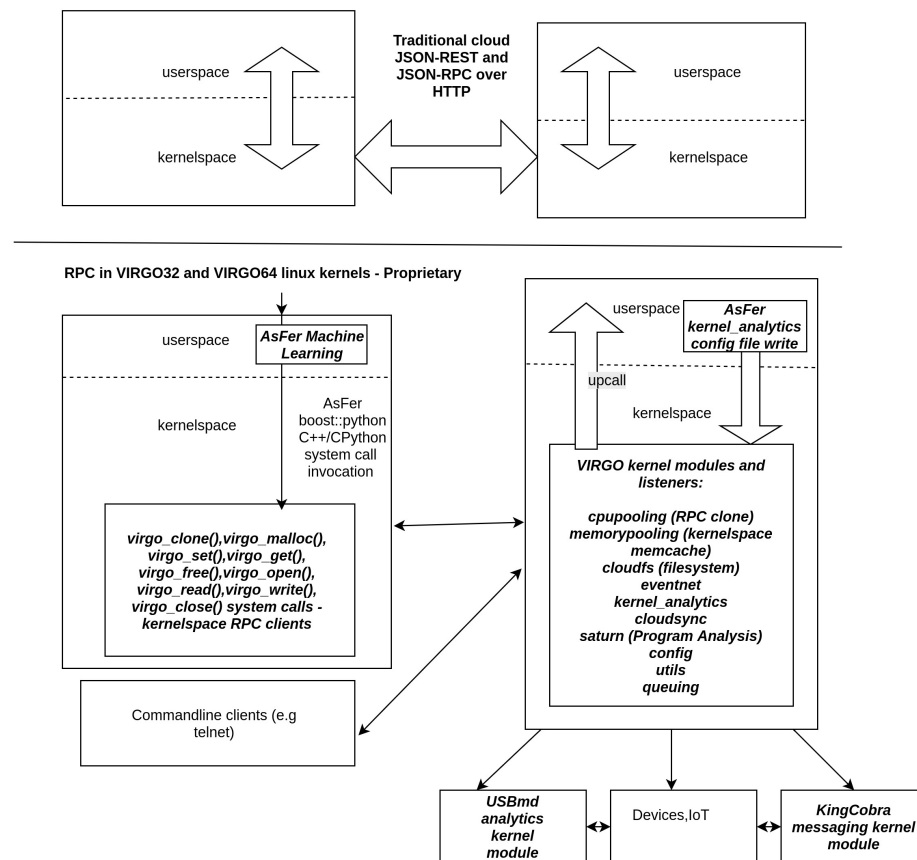 Traditional cloud
JSON-REST and
JSON-RPC over
HTTP
userspace
kernelspace
userspace
kernelspace
RPC in VIRGO32 and VIRGO64 linux kernels - Proprietary
userspace
AsFer Machine
Learning
kernelspace
AsFer
boost::python
C++/CPython
system call
invocation
virgo_clone(),virgo_malloc(),
virgo_set(),virgo_get(),
virgo_free(),virgo_open(),
virgo_read(),virgo_write(),
virgo_close() system calls -
kernelspace RPC clients
Commandline clients (e.g
telnet)
userspace
AsFer
kernel_analytics
config file write
upcall
kernelspace
VIRGO kernel modules and
listeners:
cpupooling (RPC clone)
memorypooling (kernelspace
memcache)
cloudfs (filesystem)
eventnet
kernel_analytics
cloudsync
saturn (Program Analysis)
config
utils
queuing
USBmd
analytics
kernel
module
Devices,IoT
KingCobra
messaging kernel
module